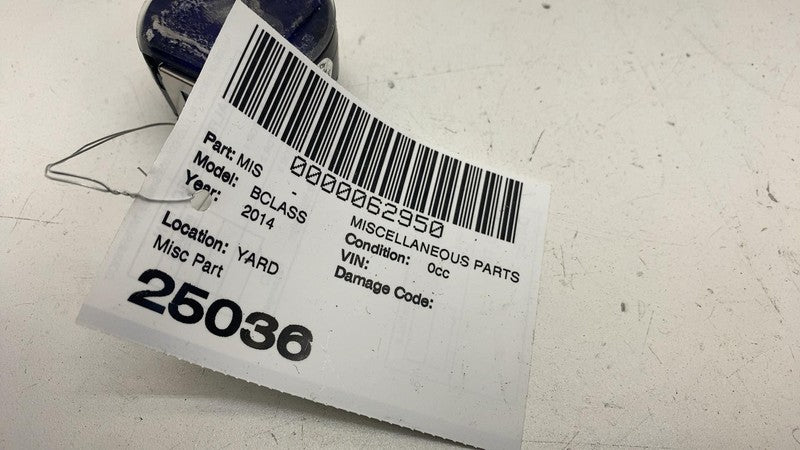 0000062950
Part: MIS - MISCELLANEOUS PARTS
Model: BCLASS Condition: 0cc
Year: 2014 VIN:
Damage Code:
Location: YARD
Misc Part
25036